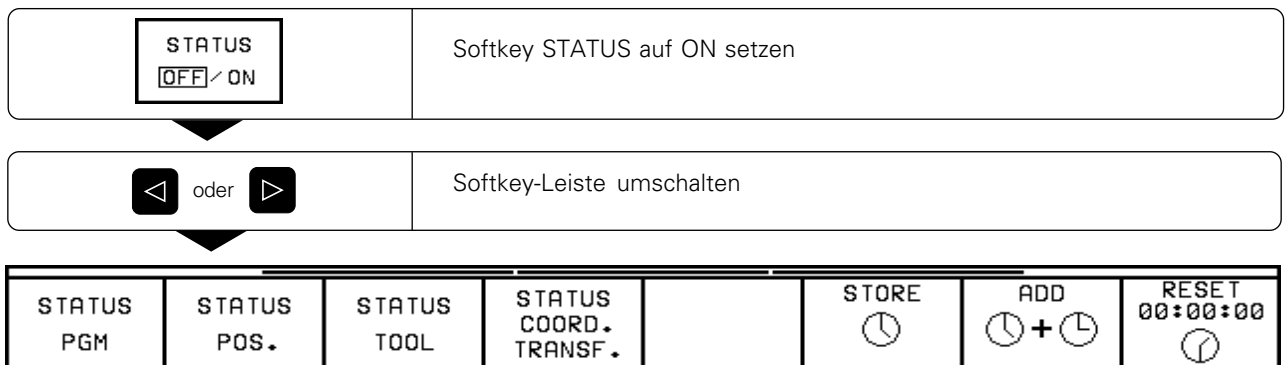 STATUS
OFF/ON
Softkey STATUS auf ON setzen
oder
Softkey-Leiste umschalten
STATUS
PGM
STATUS
POS.
STATUS
TOOL
STATUS
COORD.
TRANSF.
STORE
ADD
+
RESET
00:00:00